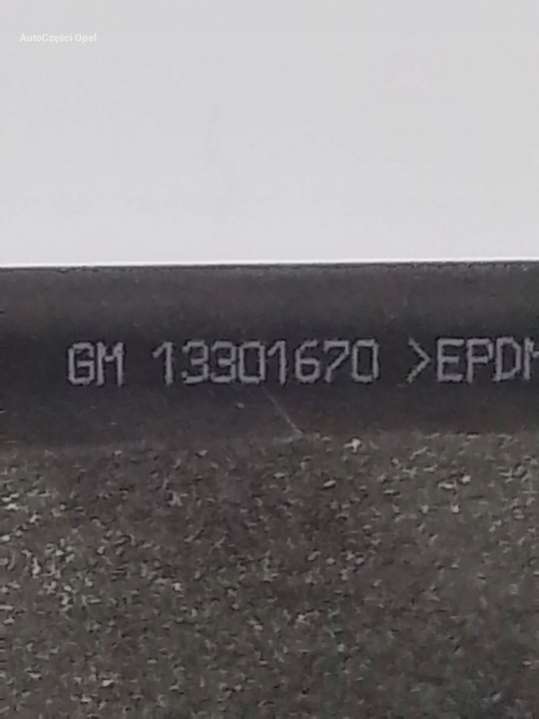 AutoCzęści Opel
GM 13301670 >EPDM